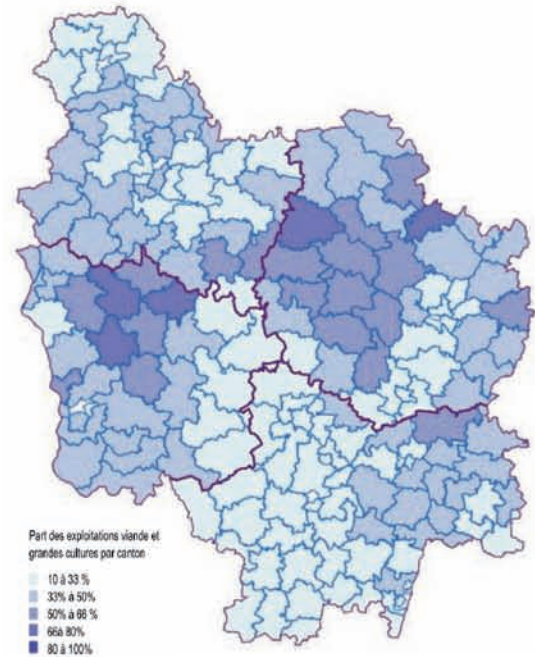 Part des exploitations viande et
grandes cultures par canton
10 à 33 %
33% à 50%
50% à 66 %
66à 80%
80 à 100%